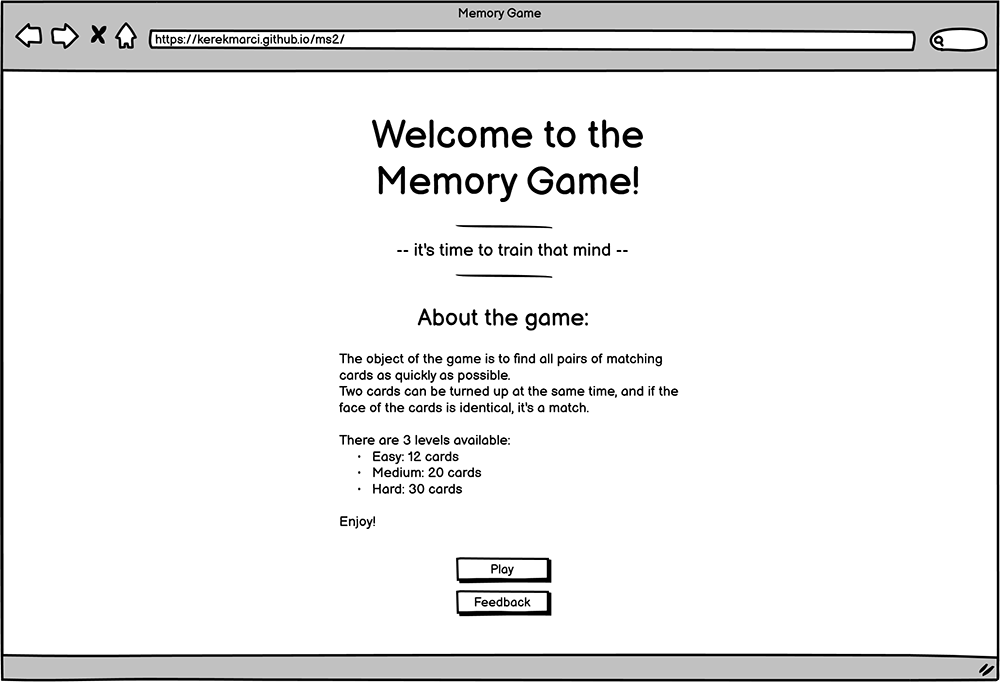 Memory Game
https://kerekmarci.github.io/ms2/
Welcome to the
Memory Game!
-- it's time to train that mind --
About the game:
The object of the game is to find all pairs of matching
cards as quickly as possible.
Two cards can be turned up at the same time, and if the
face of the cards is identical, it's a match.
There are 3 levels available:
· Easy: 12 cards
· Medium: 20 cards
· Hard: 30 cards
Enjoy!
Play
Feedback